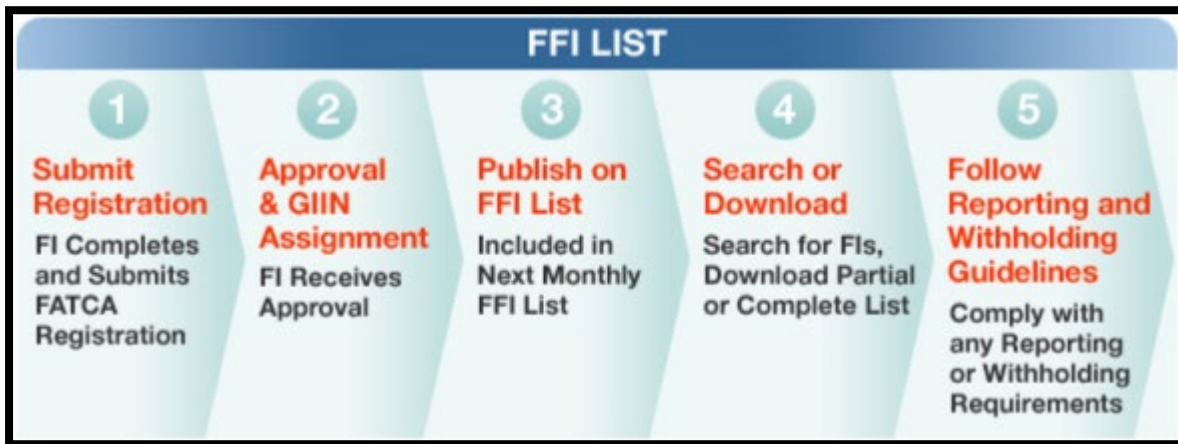 FFI LIST
1
Submit
Registration
FI Completes
and Submits
FATCA
Registration
2
Approval
& GIIN
Assignment
FI Receives
Approval
3
Publish on
FFI List
Included in
Next Monthly
FFI List
4
Search or
Download
Search for FIs,
Download Partial
or Complete List
5
Follow
Reporting and
Withholding
Guidelines
Comply with
any Reporting
or Withholding
Requirements